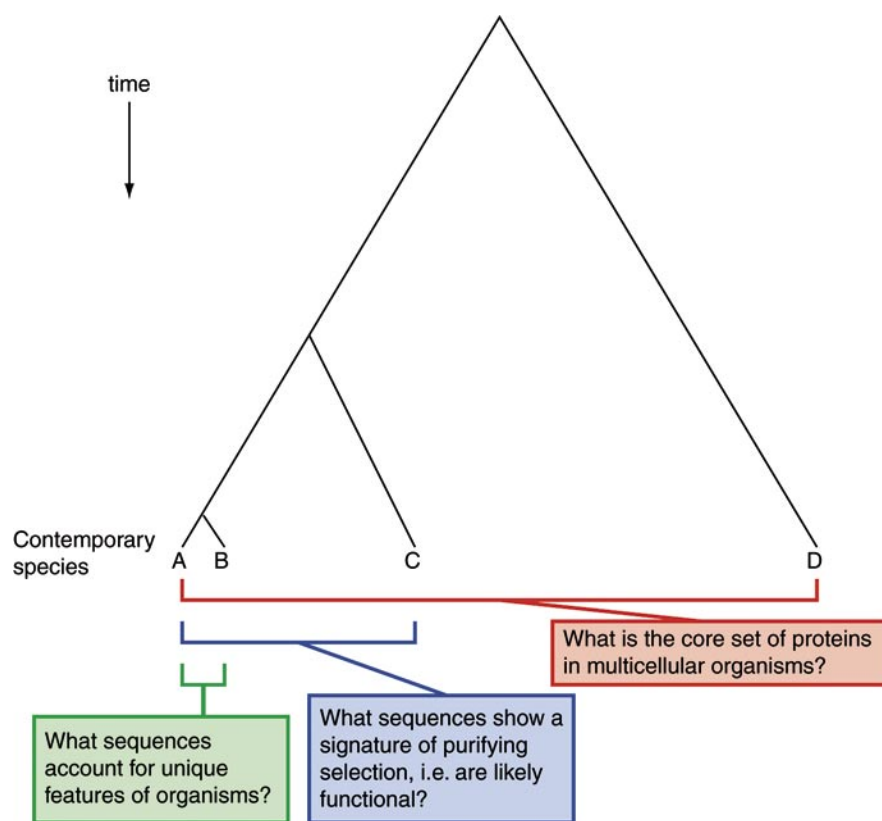 time
Contemporary
species
A
B
C
D
What is the core set of proteins
in multicellular organisms?
What sequences
account for unique
features of organisms?
What sequences show a
signature of purifying
selection, i.e. are likely
functional?